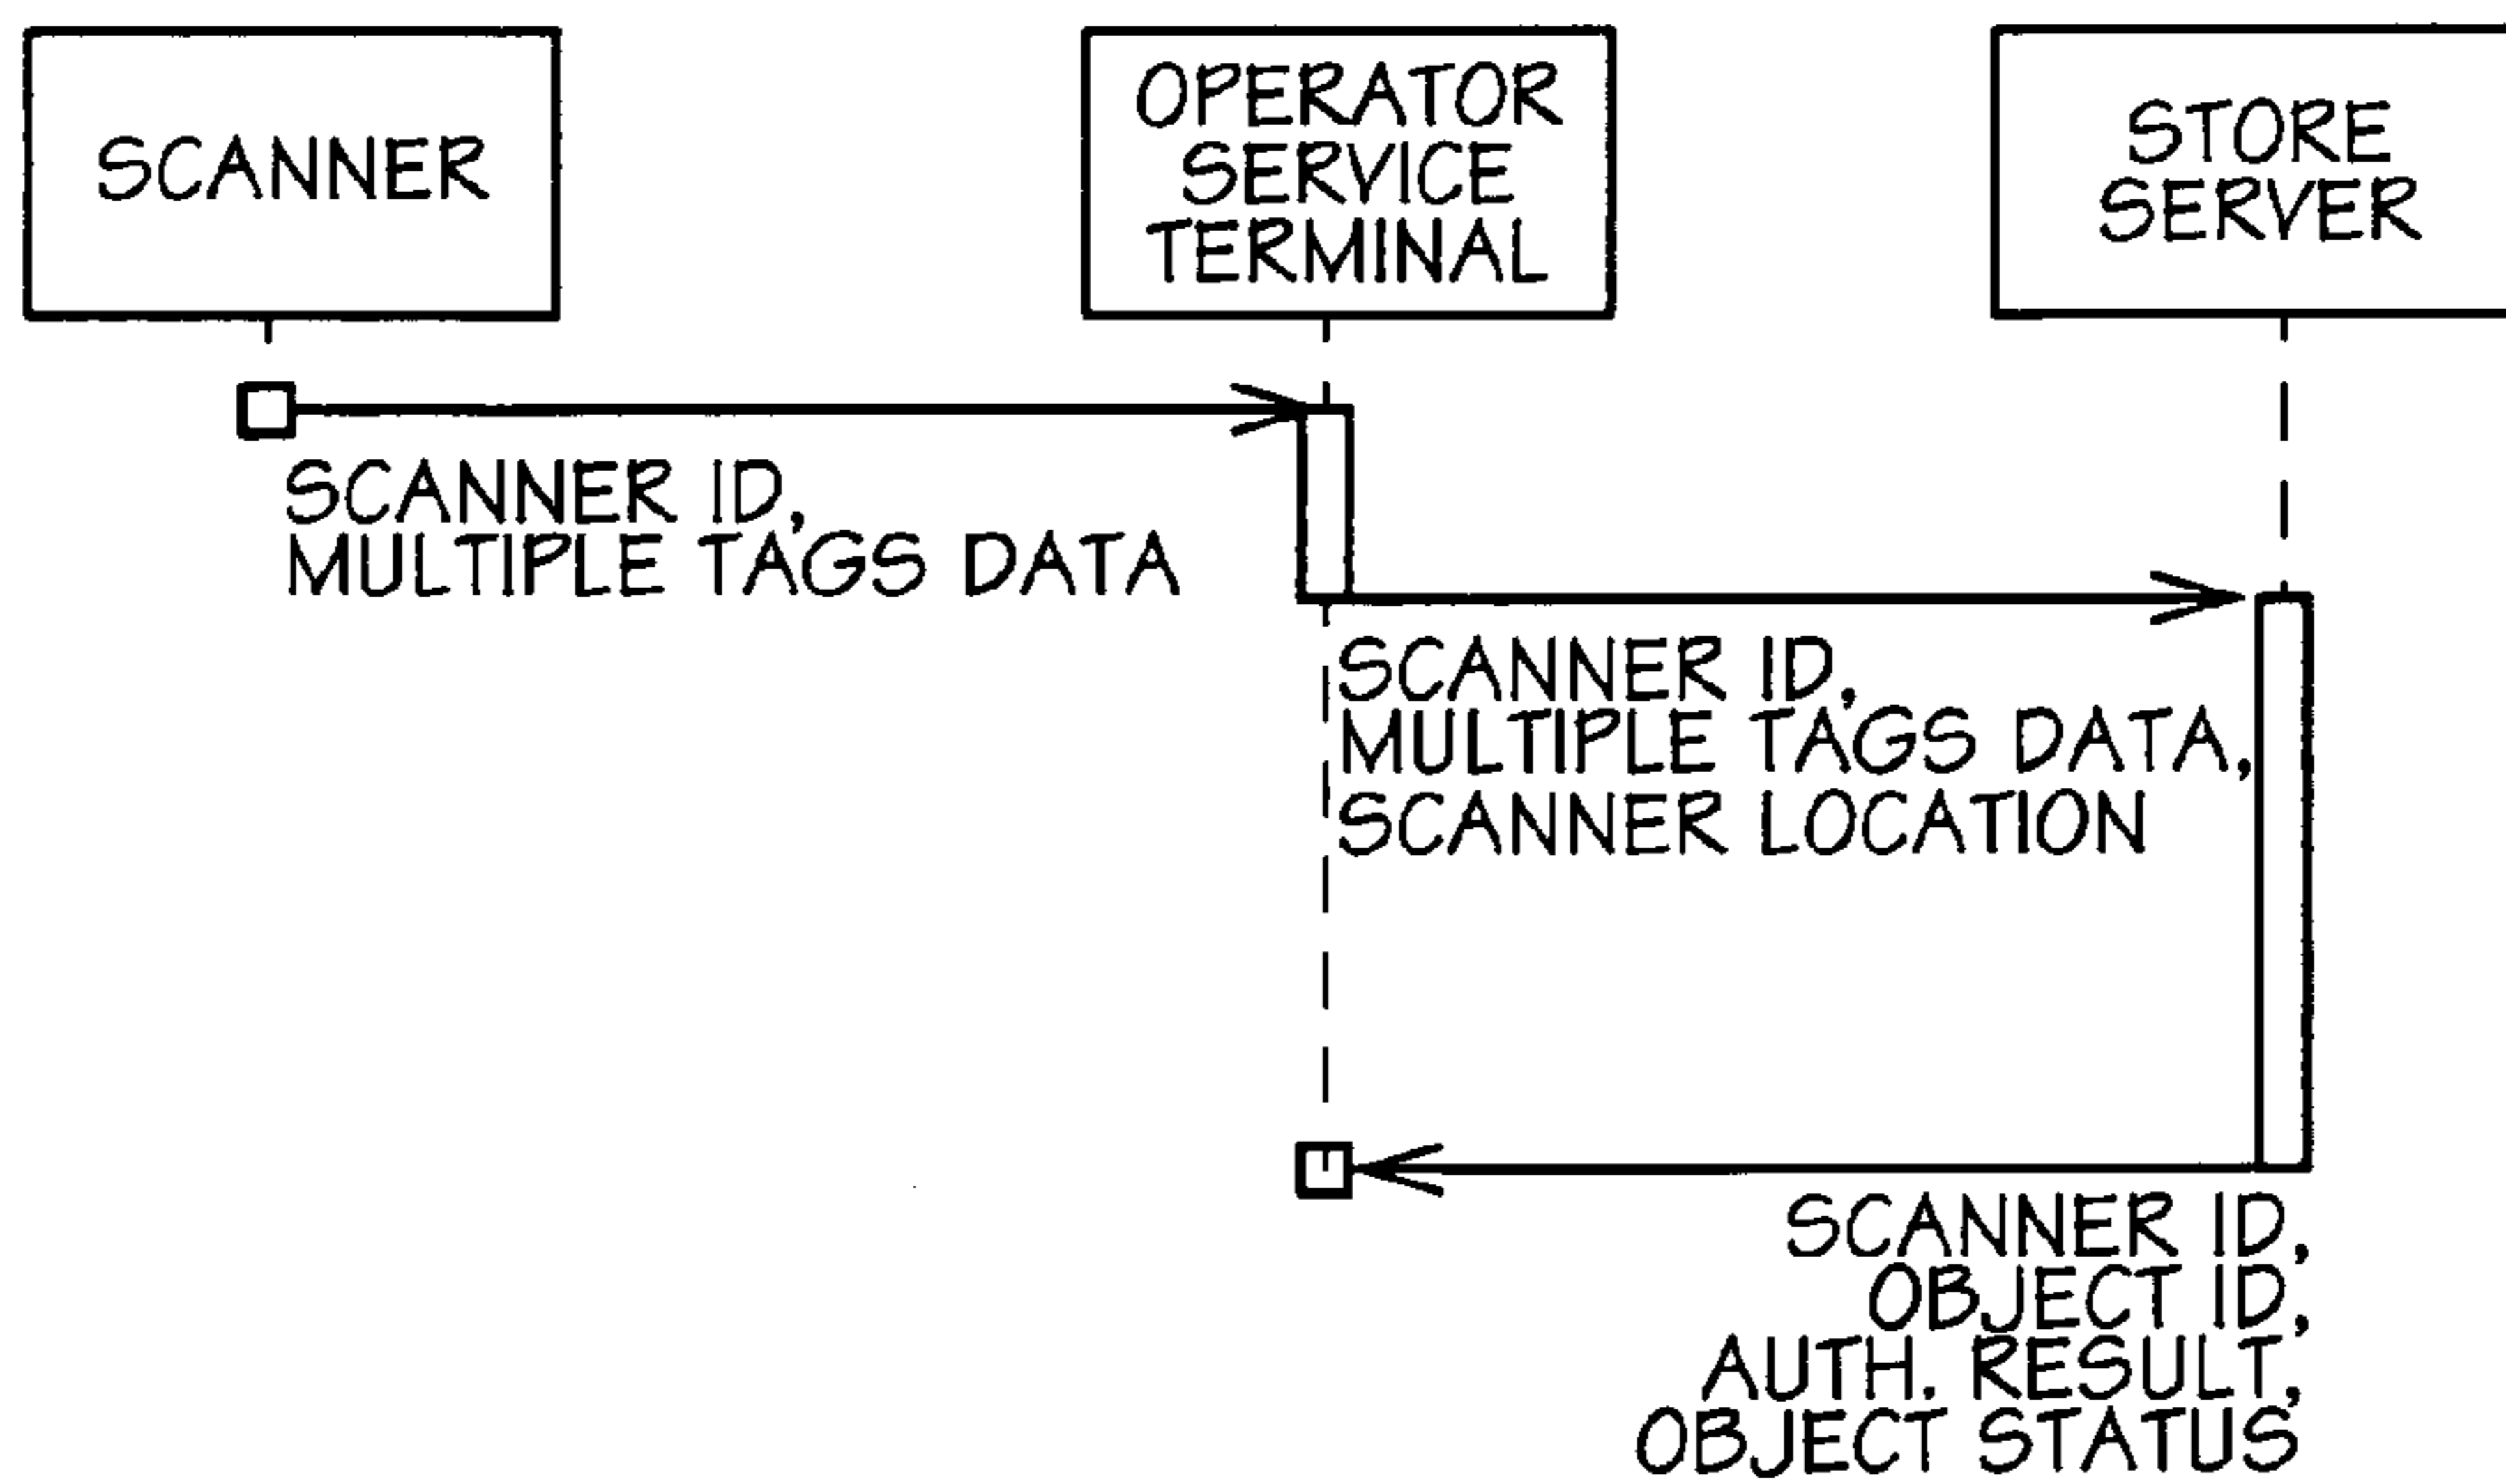 SCANNER
OPERATOR
SERVICE
TERMINAL
STORE
SERVER
SCANNER ID,
MULTIPLE TAGS DATA
SCANNER ID,
MULTIPLE TAGS DATA,
SCANNER LOCATION
SCANNER ID,
OBJECT ID,
AUTH. RESULT,
OBJECT STATUS